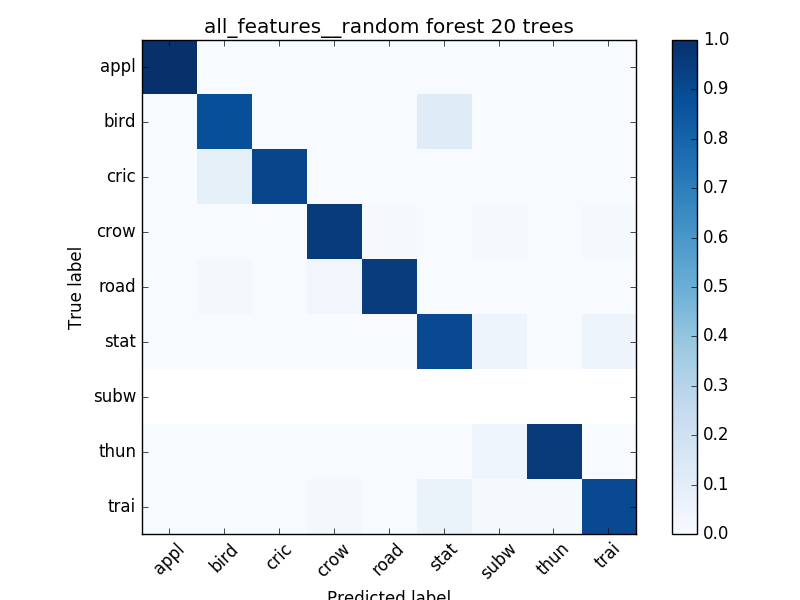 all_features__random forest 20 trees
True label
appl
bird
cric
crow
road
stat
subw
thun
trai
appl
bird
cric
crow
road
stat
subw
thun
trai
Predicted label
1.0
0.9
0.8
0.7
0.6
0.5
0.4
0.3
0.2
0.1
0.0